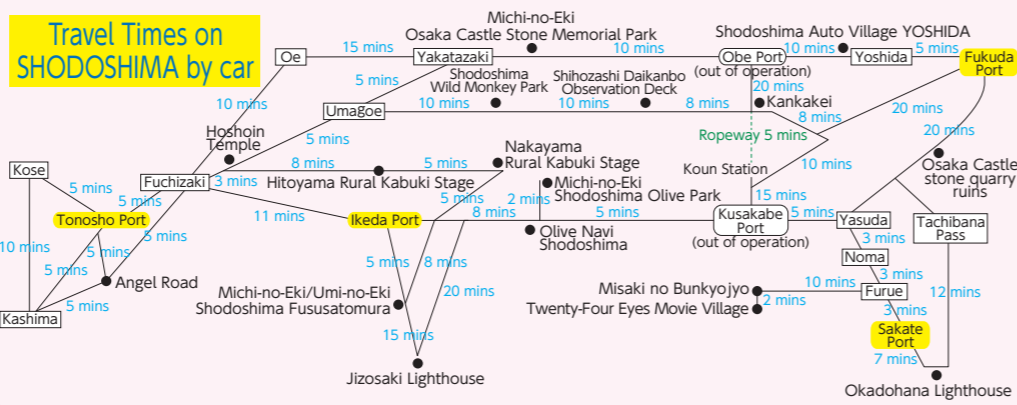 Travel Times on
SHODOSHIMA by car
Michi-no-Eki
Osaka Castle Stone Memorial Park
Shodoshima Auto Village YOSHIDA
Oe
15 mins
Yakatazaki
10 mins
Obe Port
(out of operation)
10 mins
Yoshida
5 mins
Fukuda
Port
5 mins
Shodoshima
Wild Monkey Park
Shihozashi Daikanbo
Observation Deck
20 mins
Umagoe
10 mins
10 mins
8 mins
Kankakei
8 mins
20 mins
10 mins
5 mins
Ropeway 5 mins
20 mins
Hoshoin
Temple
Nakayama
Rural Kabuki Stage
Koun Station
10 mins
Osaka Castle
stone quarry
ruins
Kose
5 mins
Fuchizaki
3 mins
8 mins
Hitoyama Rural Kabuki Stage
5 mins
Michi-no-Eki
Shodoshima Olive Park
2 mins
15 mins
5 mins
Tonosho Port
11 mins
Ikeda Port
5 mins
8 mins
5 mins
Olive Navi
Shodoshima
Kusakabe
Port
(out of operation)
5 mins
Yasuda
Tachibana
Pass
10 mins
5 mins
5 mins
5 mins
3 mins
Noma
5 mins
8 mins
20 mins
3 mins
Angel Road
5 mins
Kashima
Michi-no-Eki/Umi-no-Eki
Shodoshima Fususatomura
Misaki no Bunkyojyo
10 mins
Furue
12 mins
2 mins
Twenty-Four Eyes Movie Village
3 mins
Sakate
Port
15 mins
7 mins
Jizosaki Lighthouse
Okadohana Lighthouse